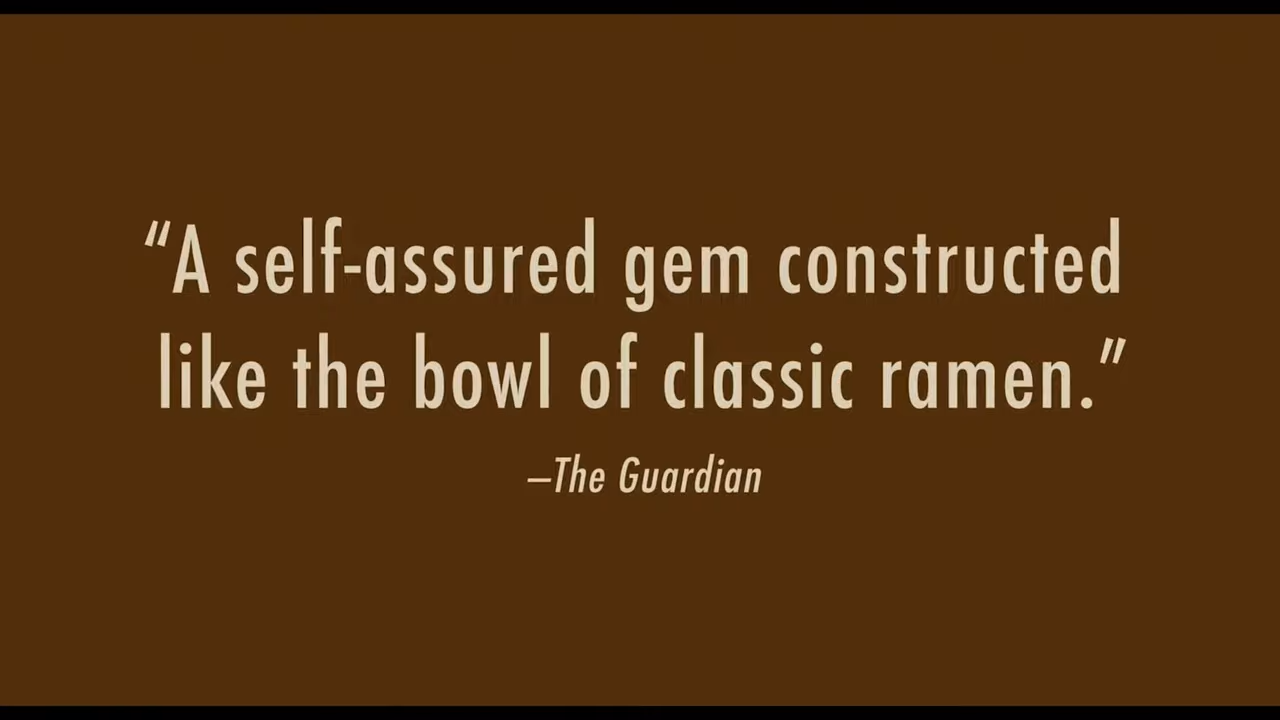 “A self-assured gem constructed
like the bowl of classic ramen.”
–The Guardian